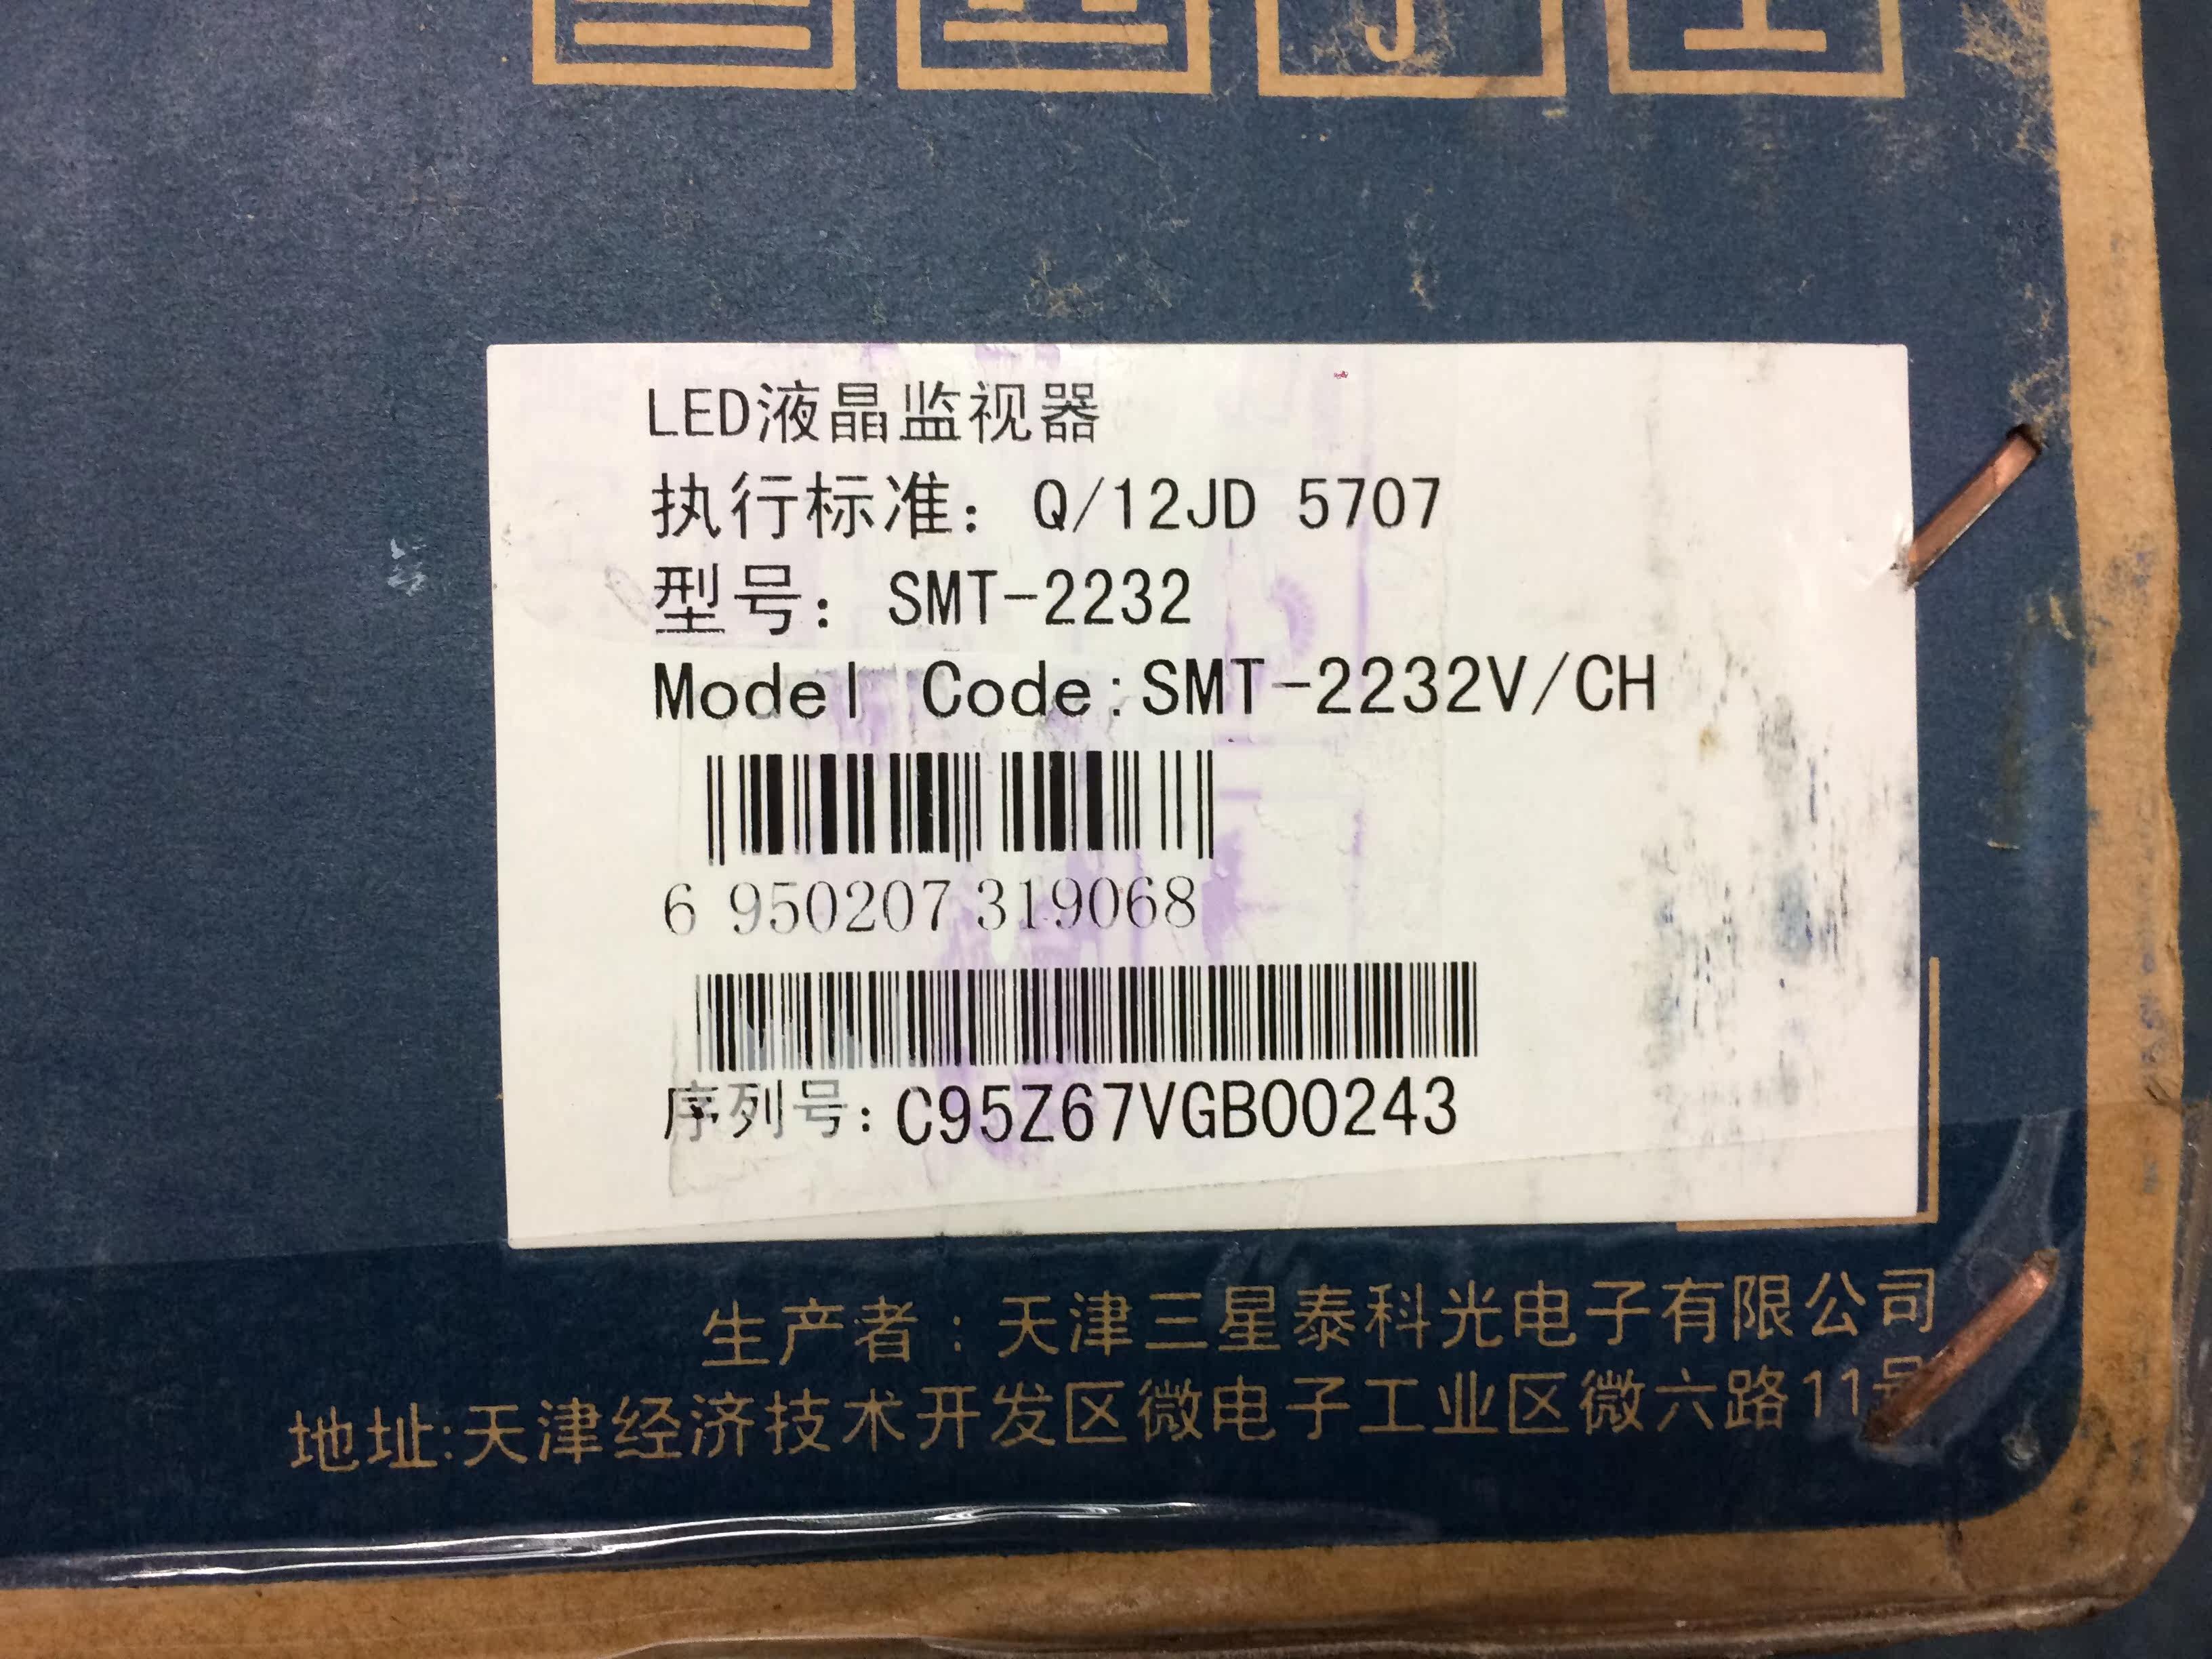 LED液晶监视器
执行标准：Q/12JD 5707
型号：SMT-2232
Model Code:SMT-2232V/CH
6 950207 319068
序列号：C95Z67VGB00243
生产者：天津三星泰科光电子有限公司
地址:天津经济技术开发区微电子工业区微六路11号